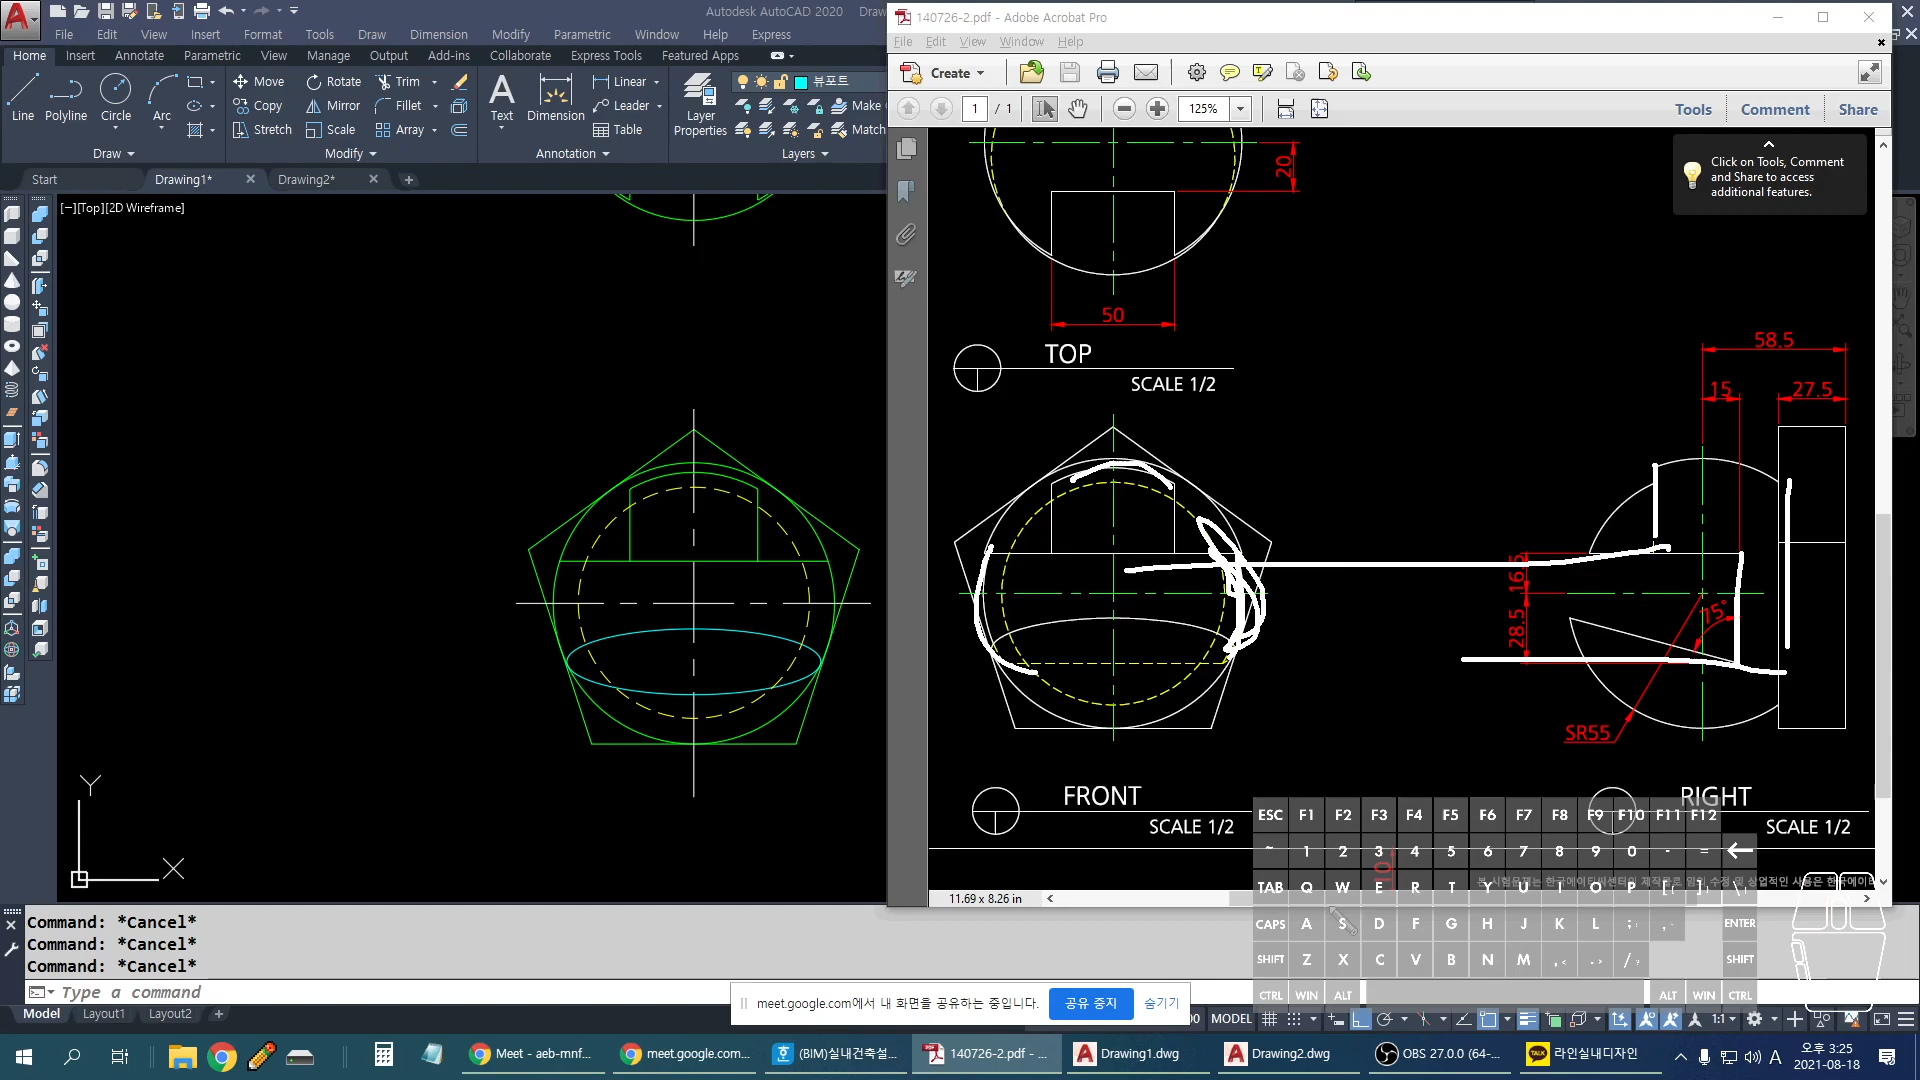 Autodesk AutoCAD 2020 Draw
File Edit View Insert Format Tools Draw Dimension Modify Parametric Window Help Express
Home Insert Annotate Parametric View Manage Output Add-ins Collaborate Express Tools Featured Apps
Move Rotate Trim
Linear
뷰포트
Copy Mirror Fillet
Leader
Make
Line Polyline Circle Arc
Text Dimension
Layer Properties
Stretch Scale Array
Table
Match
Draw Modify Annotation Layers
Start Drawing1* Drawing2*
[−][Top][2D Wireframe]
Y
X
Command: *Cancel*
Command: *Cancel*
Command: *Cancel*
Type a command
Model Layout1 Layout2 +
140726-2.pdf - Adobe Acrobat Pro
File Edit View Window Help
Create
1 / 1 125%
Tools Comment Share
Click on Tools, Comment
and Share to access
additional features.
20
50
TOP
SCALE 1/2
58.5
15
27.5
16.5
28.5
75°
SR55
FRONT
SCALE 1/2
RIGHT
SCALE 1/2
11.69 x 8.26 in
ESC F1 F2 F3 F4 F5 F6 F7 F8 F9 F10 F11 F12
~ 1 2 3 4 5 6 7 8 9 0 - = ←
TAB Q W E R T Y U I O P [ ] \
CAPS A S D F G H J K L ENTER
SHIFT Z X C V B N M SHIFT
CTRL WIN ALT ALT WIN CTRL
meet.google.com에서 내 화면을 공유하는 중입니다. 공유 중지 숨기기
MODEL 1:1
Meet - aeb-mnf... meet.google.com... (BIM)실내건축설... 140726-2.pdf - ... Drawing1.dwg Drawing2.dwg OBS 27.0.0 (64-... 라인실내디자인
A 오후 3:25
2021-08-18